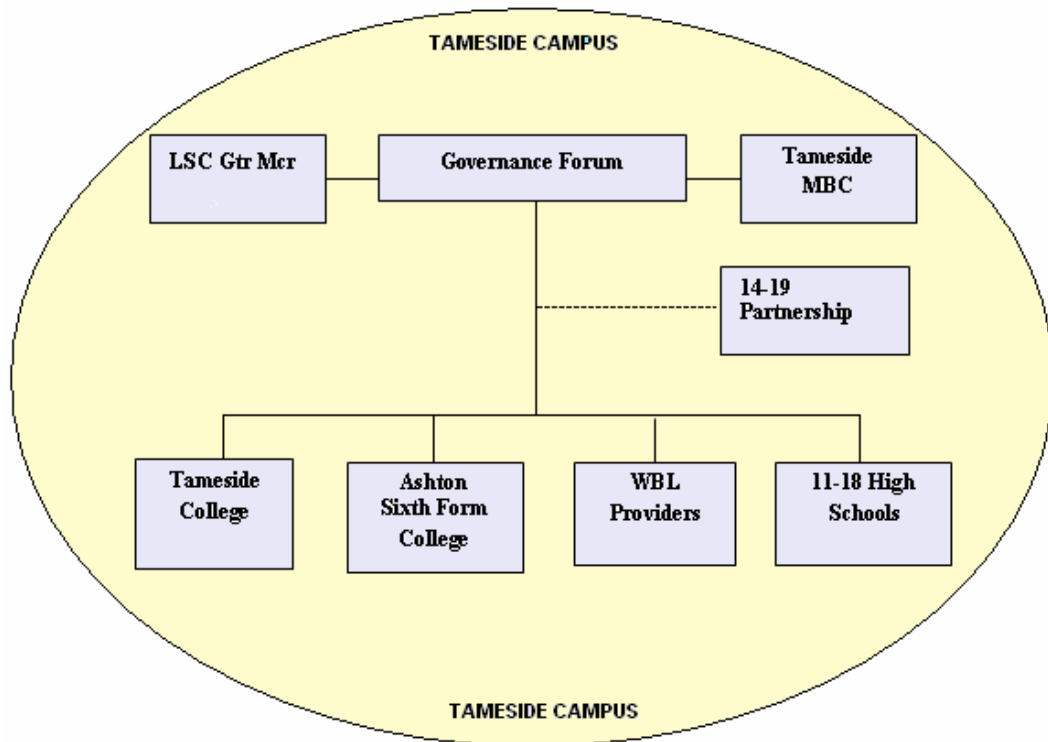 TAMESIDE CAMPUS
LSC Gtr Mcr
Governance Forum
Tameside
MBC
14-19
Partnership
Tameside
College
Ashton
Sixth Form
College
WBL
Providers
11-18 High
Schools
TAMESIDE CAMPUS